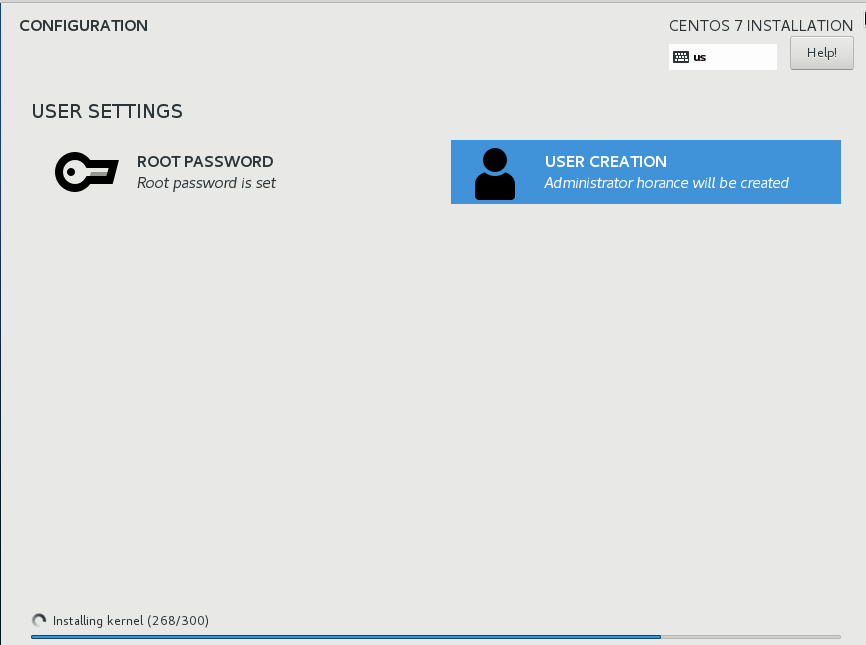 CONFIGURATION
CENTOS 7 INSTALLATION
us
Help!
USER SETTINGS
ROOT PASSWORD
Root password is set
USER CREATION
Administrator horance will be created
Installing kernel (268/300)